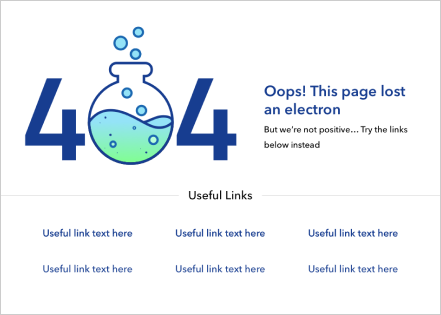 404
Oops! This page lost
an electron
But we're not positive... Try the links
below instead
Useful Links
Useful link text here
Useful link text here
Useful link text here
Useful link text here
Useful link text here
Useful link text here